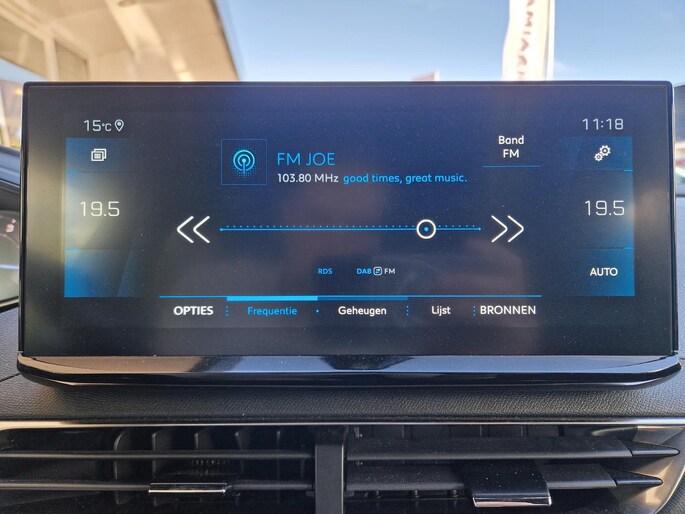 15°C
11:18
FM JOE
103.80 MHz good times, great music.
Band
FM
19.5
19.5
RDS
DAB FM
AUTO
OPTIES
Frequentie
Geheugen
Lijst
BRONNEN